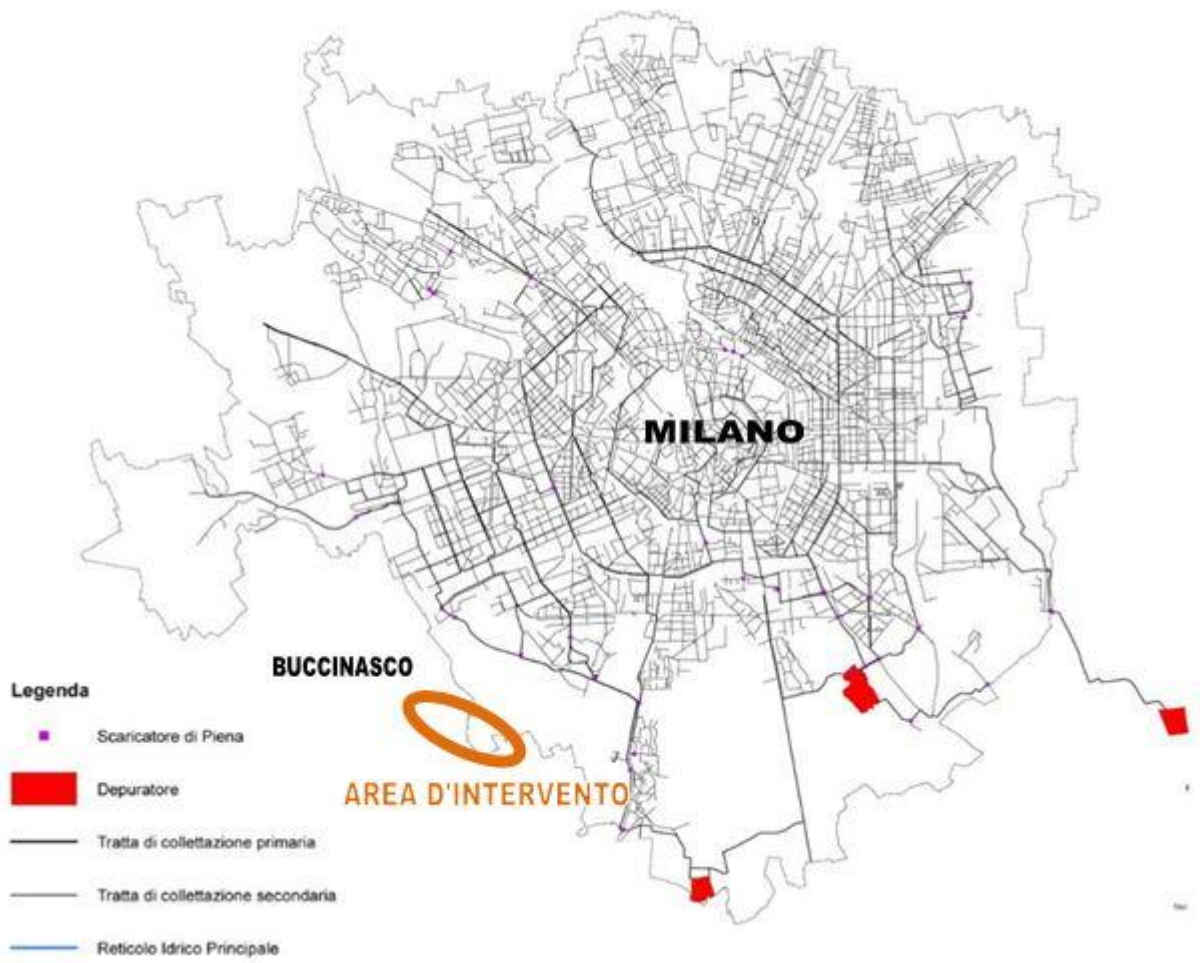 MILANO
BUCCINASCO
AREA D'INTERVENTO
Legenda
Scaricatore di Piena
Depuratore
Tratta di collettazione primaria
Tratta di collettazione secondaria
Reticolo Idrico Principale